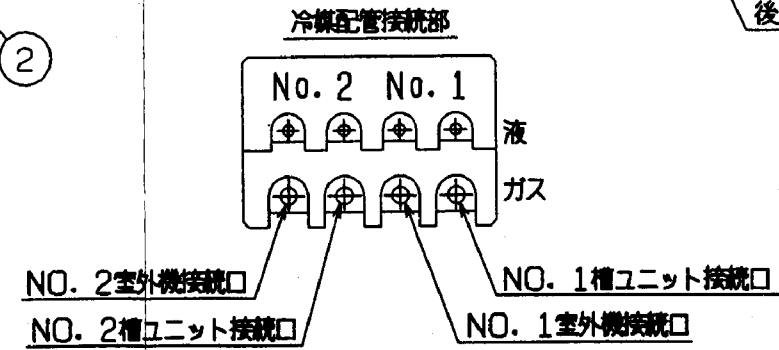 後
冷媒配管接続部
2
No. 2 No. 1
液
ガス
NO. 2室外機接続口
NO. 1槽ユニット接続口
NO. 2槽ユニット接続口
NO. 1室外機接続口